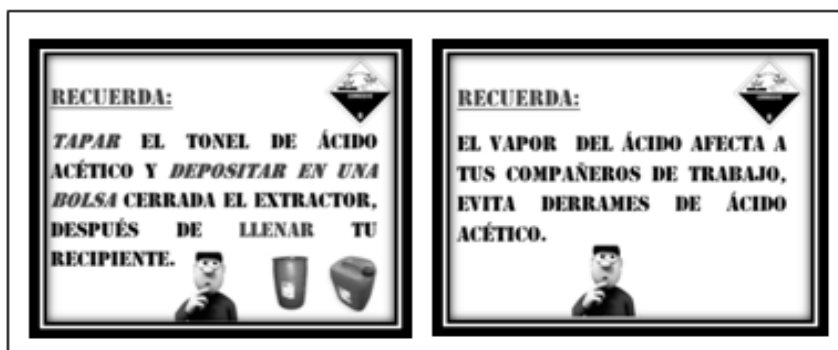 RECUERDA:
TAPAR EL TONEL DE ÁCIDO
ACÉTICO Y DEPOSITAR EN UNA
BOLSA CERRADA EL EXTRACTOR,
DESPUÉS DE LLENAR TU
RECIPIENTE.
RECUERDA:
EL VAPOR DEL ÁCIDO AFECTA A
TUS COMPAÑEROS DE TRABAJO,
EVITA DERRAMES DE ÁCIDO
ACÉTICO.